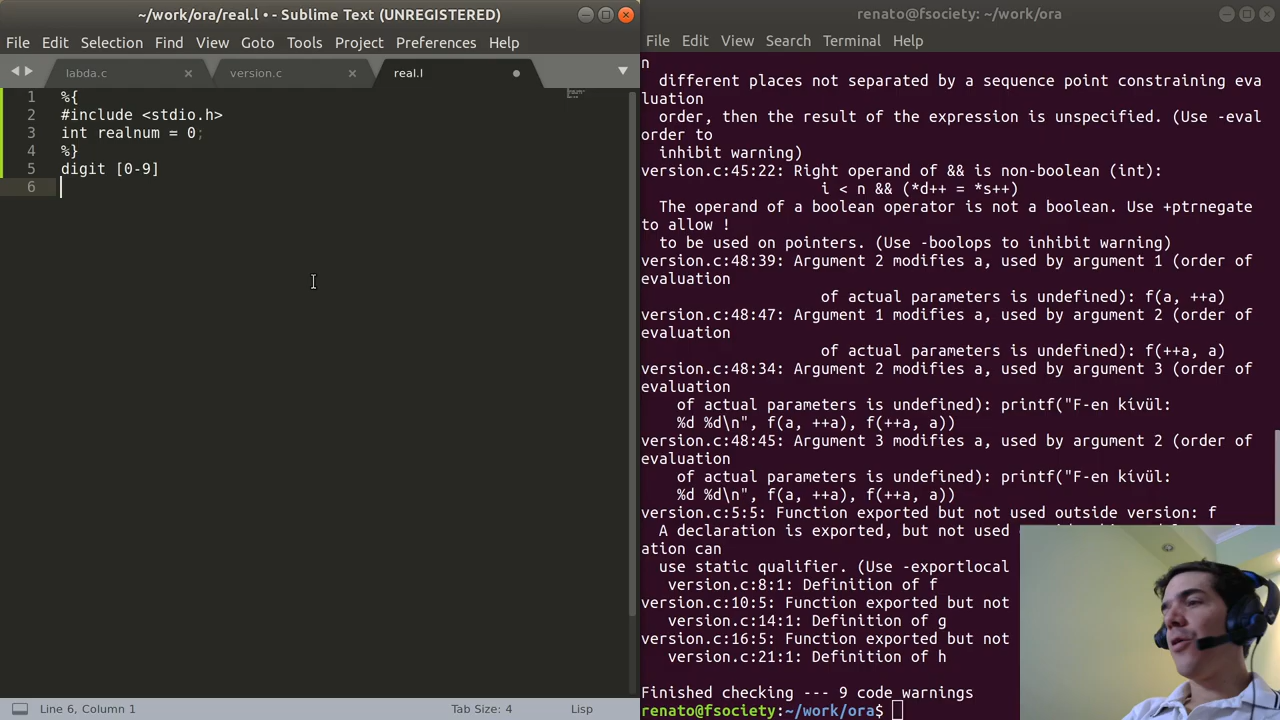 ~/work/ora/real.l • - Sublime Text (UNREGISTERED)
File Edit Selection Find View Goto Tools Project Preferences Help
labda.c
version.c
real.l
1 %{
2 #include <stdio.h>
3 int realnum = 0;
4 %}
5 digit [0-9]
6
Line 6, Column 1
Tab Size: 4
Lisp
renato@fsociety: ~/work/ora
File Edit View Search Terminal Help
n
different places not separated by a sequence point constraining eva
luation
order, then the result of the expression is unspecified. (Use -eval
order to
inhibit warning)
version.c:45:22: Right operand of && is non-boolean (int):
i < n && (*d++ = *s++)
The operand of a boolean operator is not a boolean. Use +ptrnegate
to allow !
to be used on pointers. (Use -boolops to inhibit warning)
version.c:48:39: Argument 2 modifies a, used by argument 1 (order of
evaluation
of actual parameters is undefined): f(a, ++a)
version.c:48:47: Argument 1 modifies a, used by argument 2 (order of
evaluation
of actual parameters is undefined): f(++a, a)
version.c:48:34: Argument 2 modifies a, used by argument 3 (order of
evaluation
of actual parameters is undefined): printf("F-en kívül:
%d %d\n", f(a, ++a), f(++a, a))
version.c:48:45: Argument 3 modifies a, used by argument 2 (order of
evaluation
of actual parameters is undefined): printf("F-en kívül:
%d %d\n", f(a, ++a), f(++a, a))
version.c:5:5: Function exported but not used outside version: f
A declaration is exported, but not used
ation can
use static qualifier. (Use -exportlocal
version.c:8:1: Definition of f
version.c:10:5: Function exported but not
version.c:14:1: Definition of g
version.c:16:5: Function exported but not
version.c:21:1: Definition of h
Finished checking --- 9 code warnings
renato@fsociety:~/work/ora$